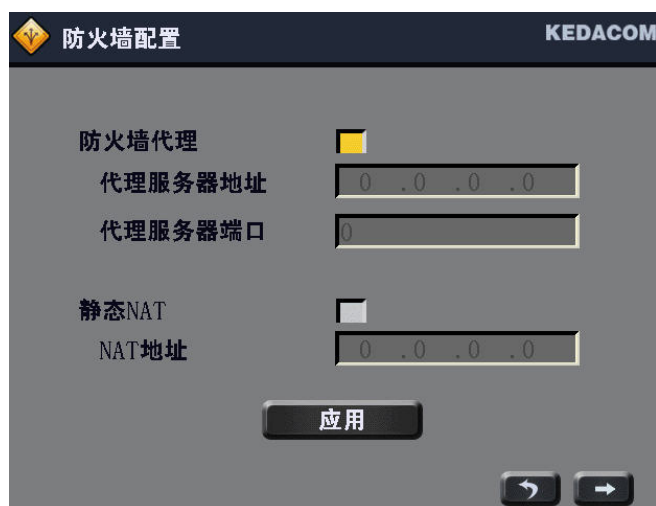 防火墙配置 KEDACOM
防火墙代理
代理服务器地址 0 .0 .0 .0
代理服务器端口 0
静态NAT
NAT地址 0 .0 .0 .0
应用